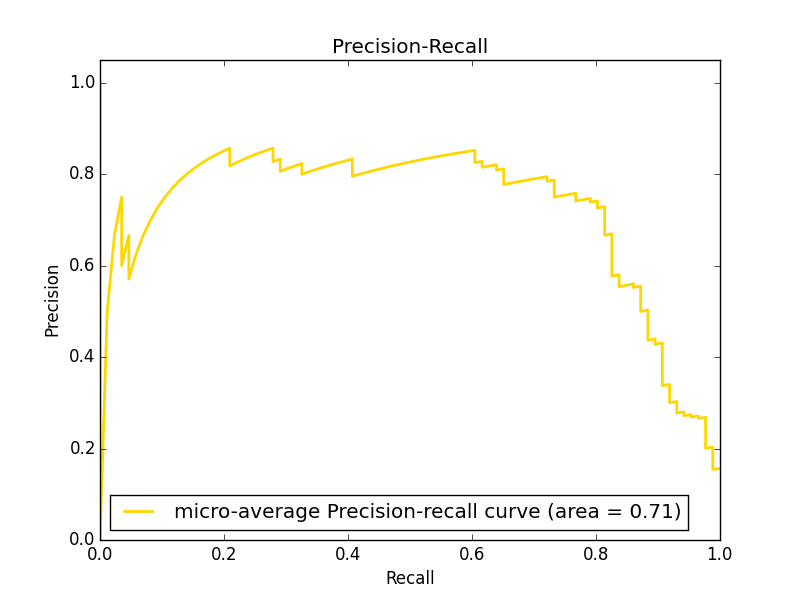 Precision-Recall
1.0
0.8
0.6
0.4
0.2
0.0
Precision
micro-average Precision-recall curve (area = 0.71)
0.0 0.2 0.4 0.6 0.8 1.0
Recall